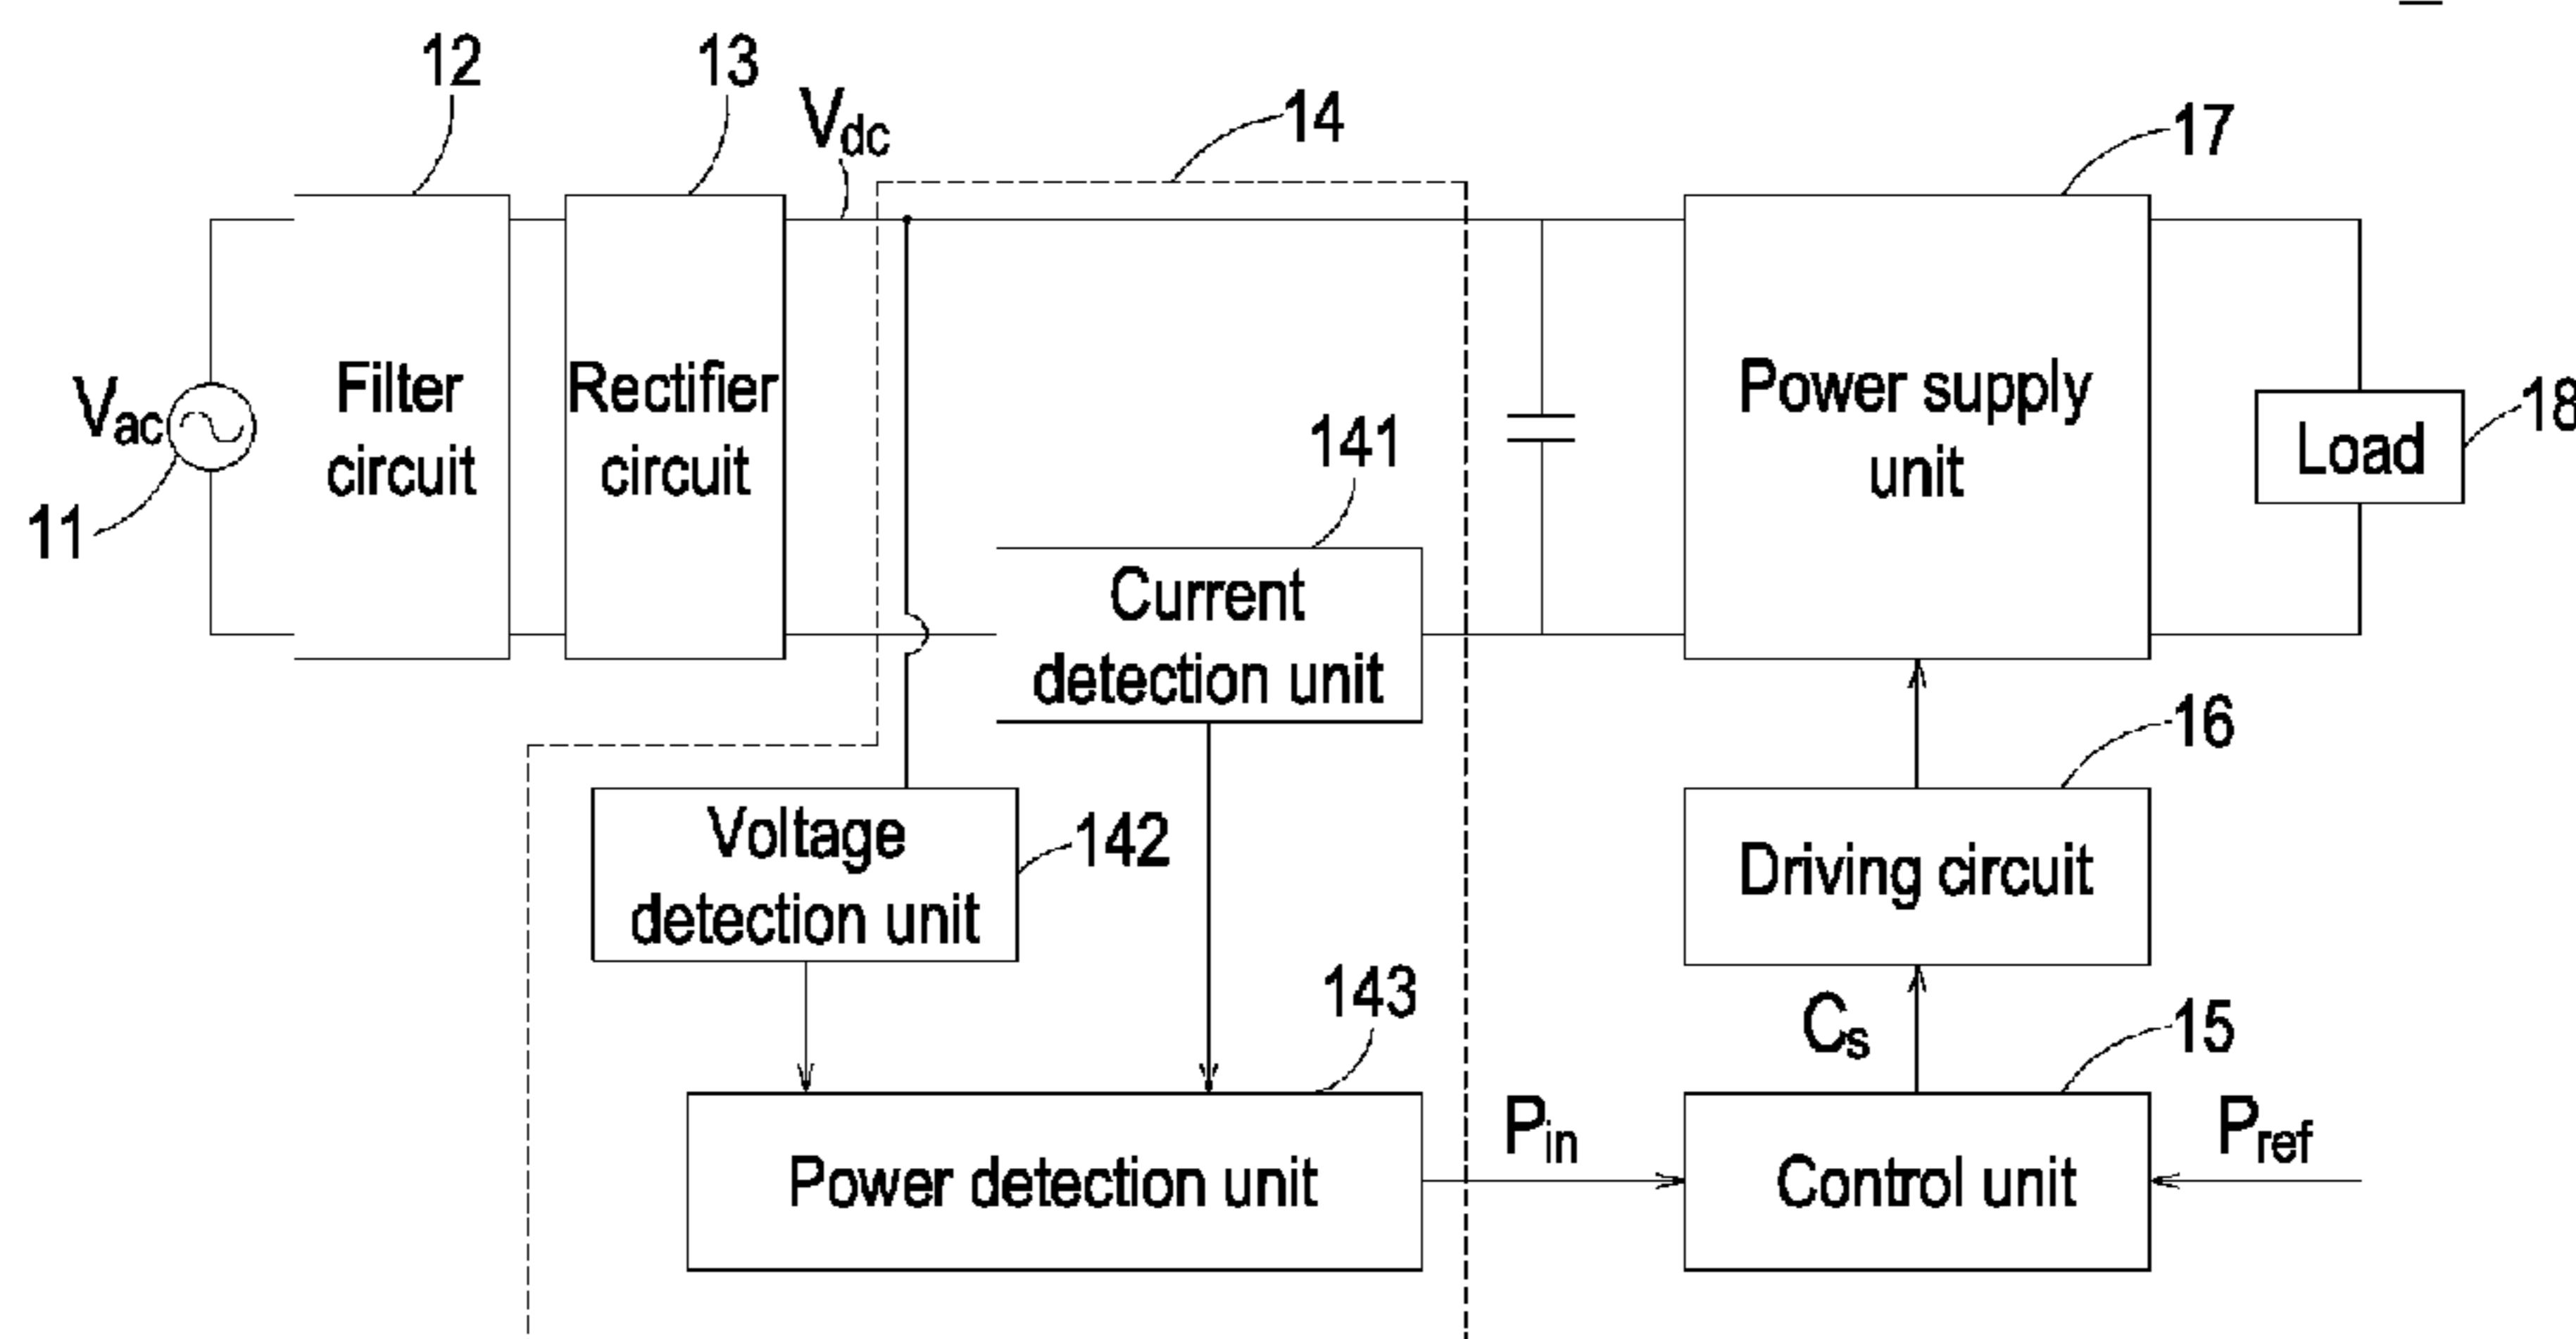 12
13
Vdc
14
17
Vac
11
Filter
circuit
Rectifier
circuit
141
Current
detection unit
Power supply
unit
Load
18
Voltage
detection unit
142
16
Driving circuit
143
Cs
15
Power detection unit
Pin
Control unit
Pref